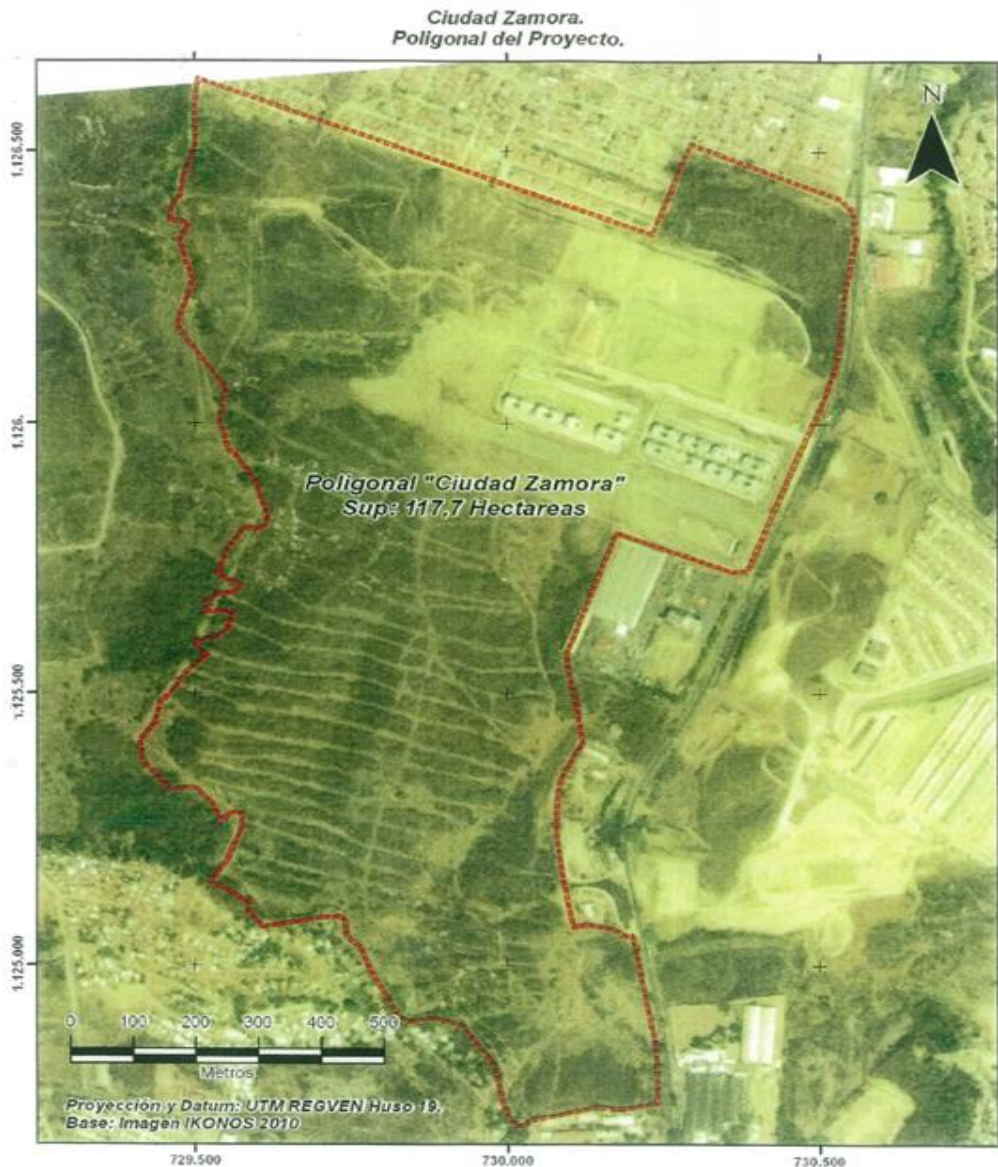 Ciudad Zamora.
Poligonal del Proyecto.
N
1.126.500
1.126.
Poligonal "Ciudad Zamora"
Sup: 117,7 Hectareas
1.125.500
1.125.000
0 100 200 300 400 500
Metros
Proyección y Datum: UTM REGVEN Huso 19.
Base: Imagen IKONOS 2010
729.500 730.000 730.500